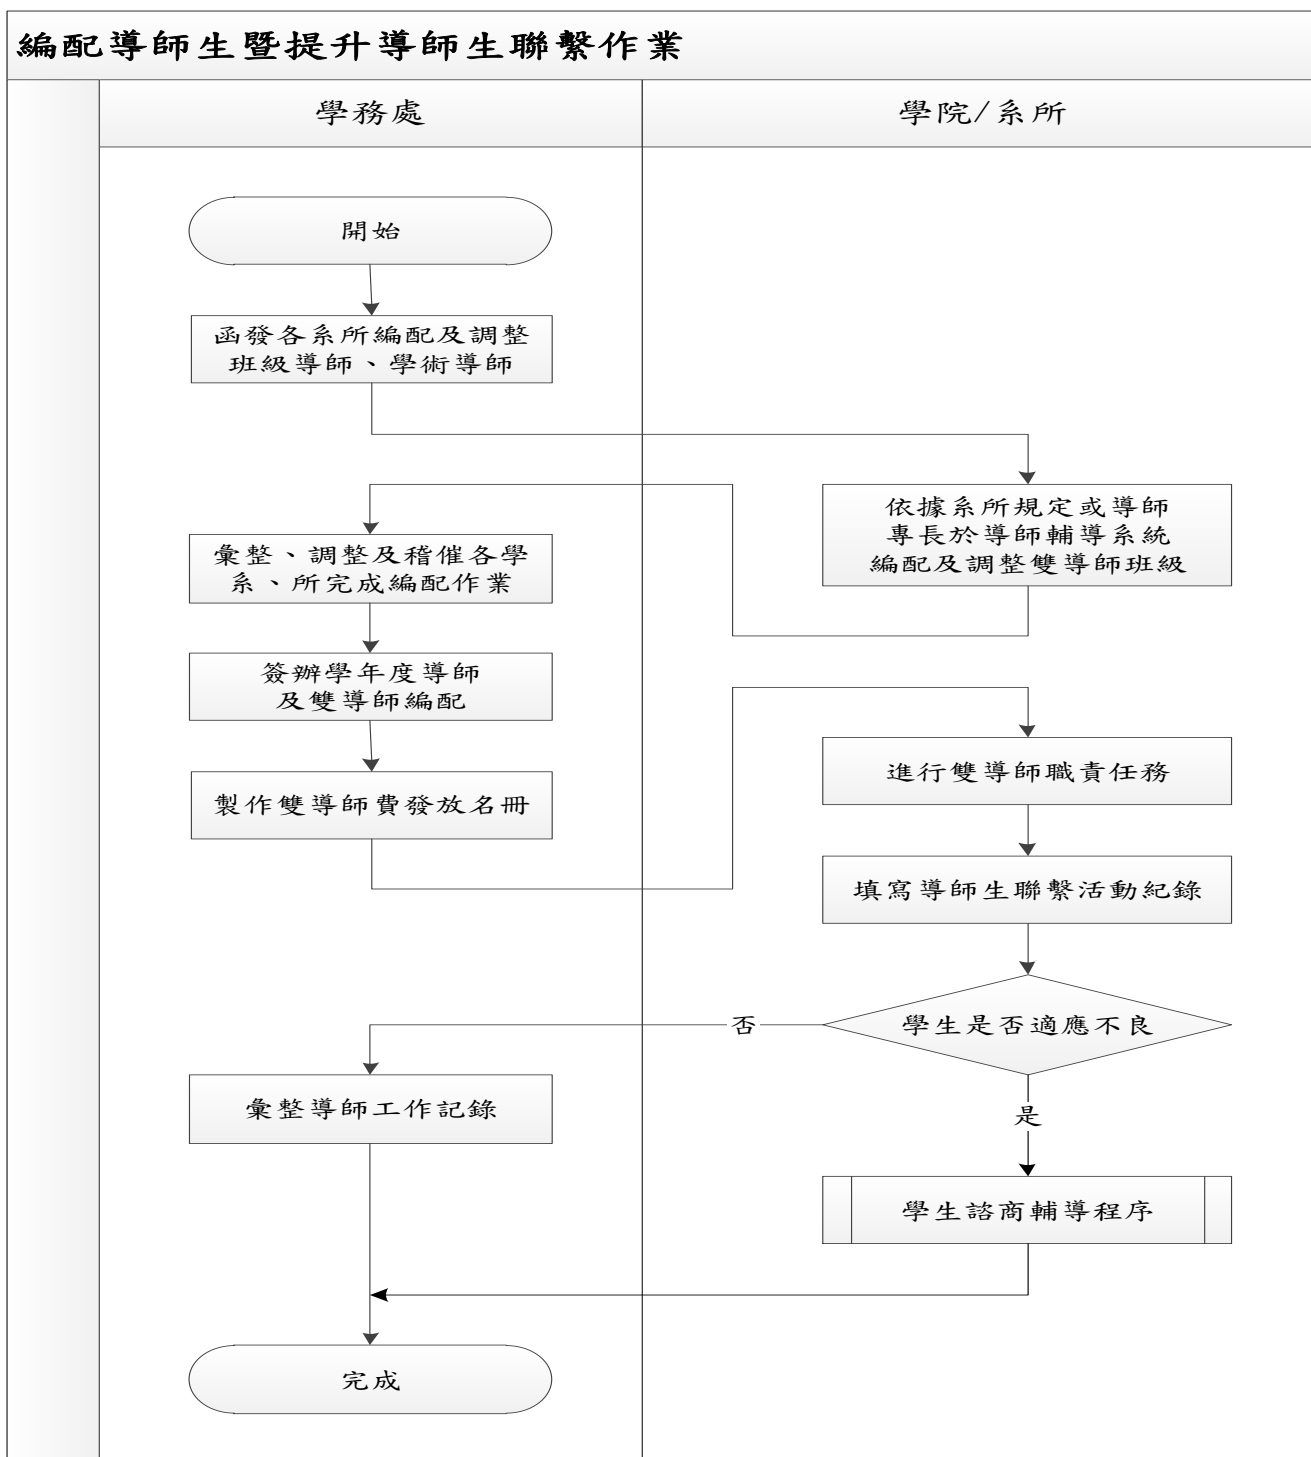 編配導師生暨提升導師生聯繫作業
學務處
學院/系所
開始
函發各系所編配及調整
班級導師、學術導師
依據系所規定或導師
專長於導師輔導系統
編配及調整雙導師班級
彙整、調整及稽催各學
系、所完成編配作業
簽辦學年度導師
及雙導師編配
製作雙導師費發放名冊
進行雙導師職責任務
填寫導師生聯繫活動紀錄
學生是否適應不良
否
是
彙整導師工作記錄
學生諮商輔導程序
完成